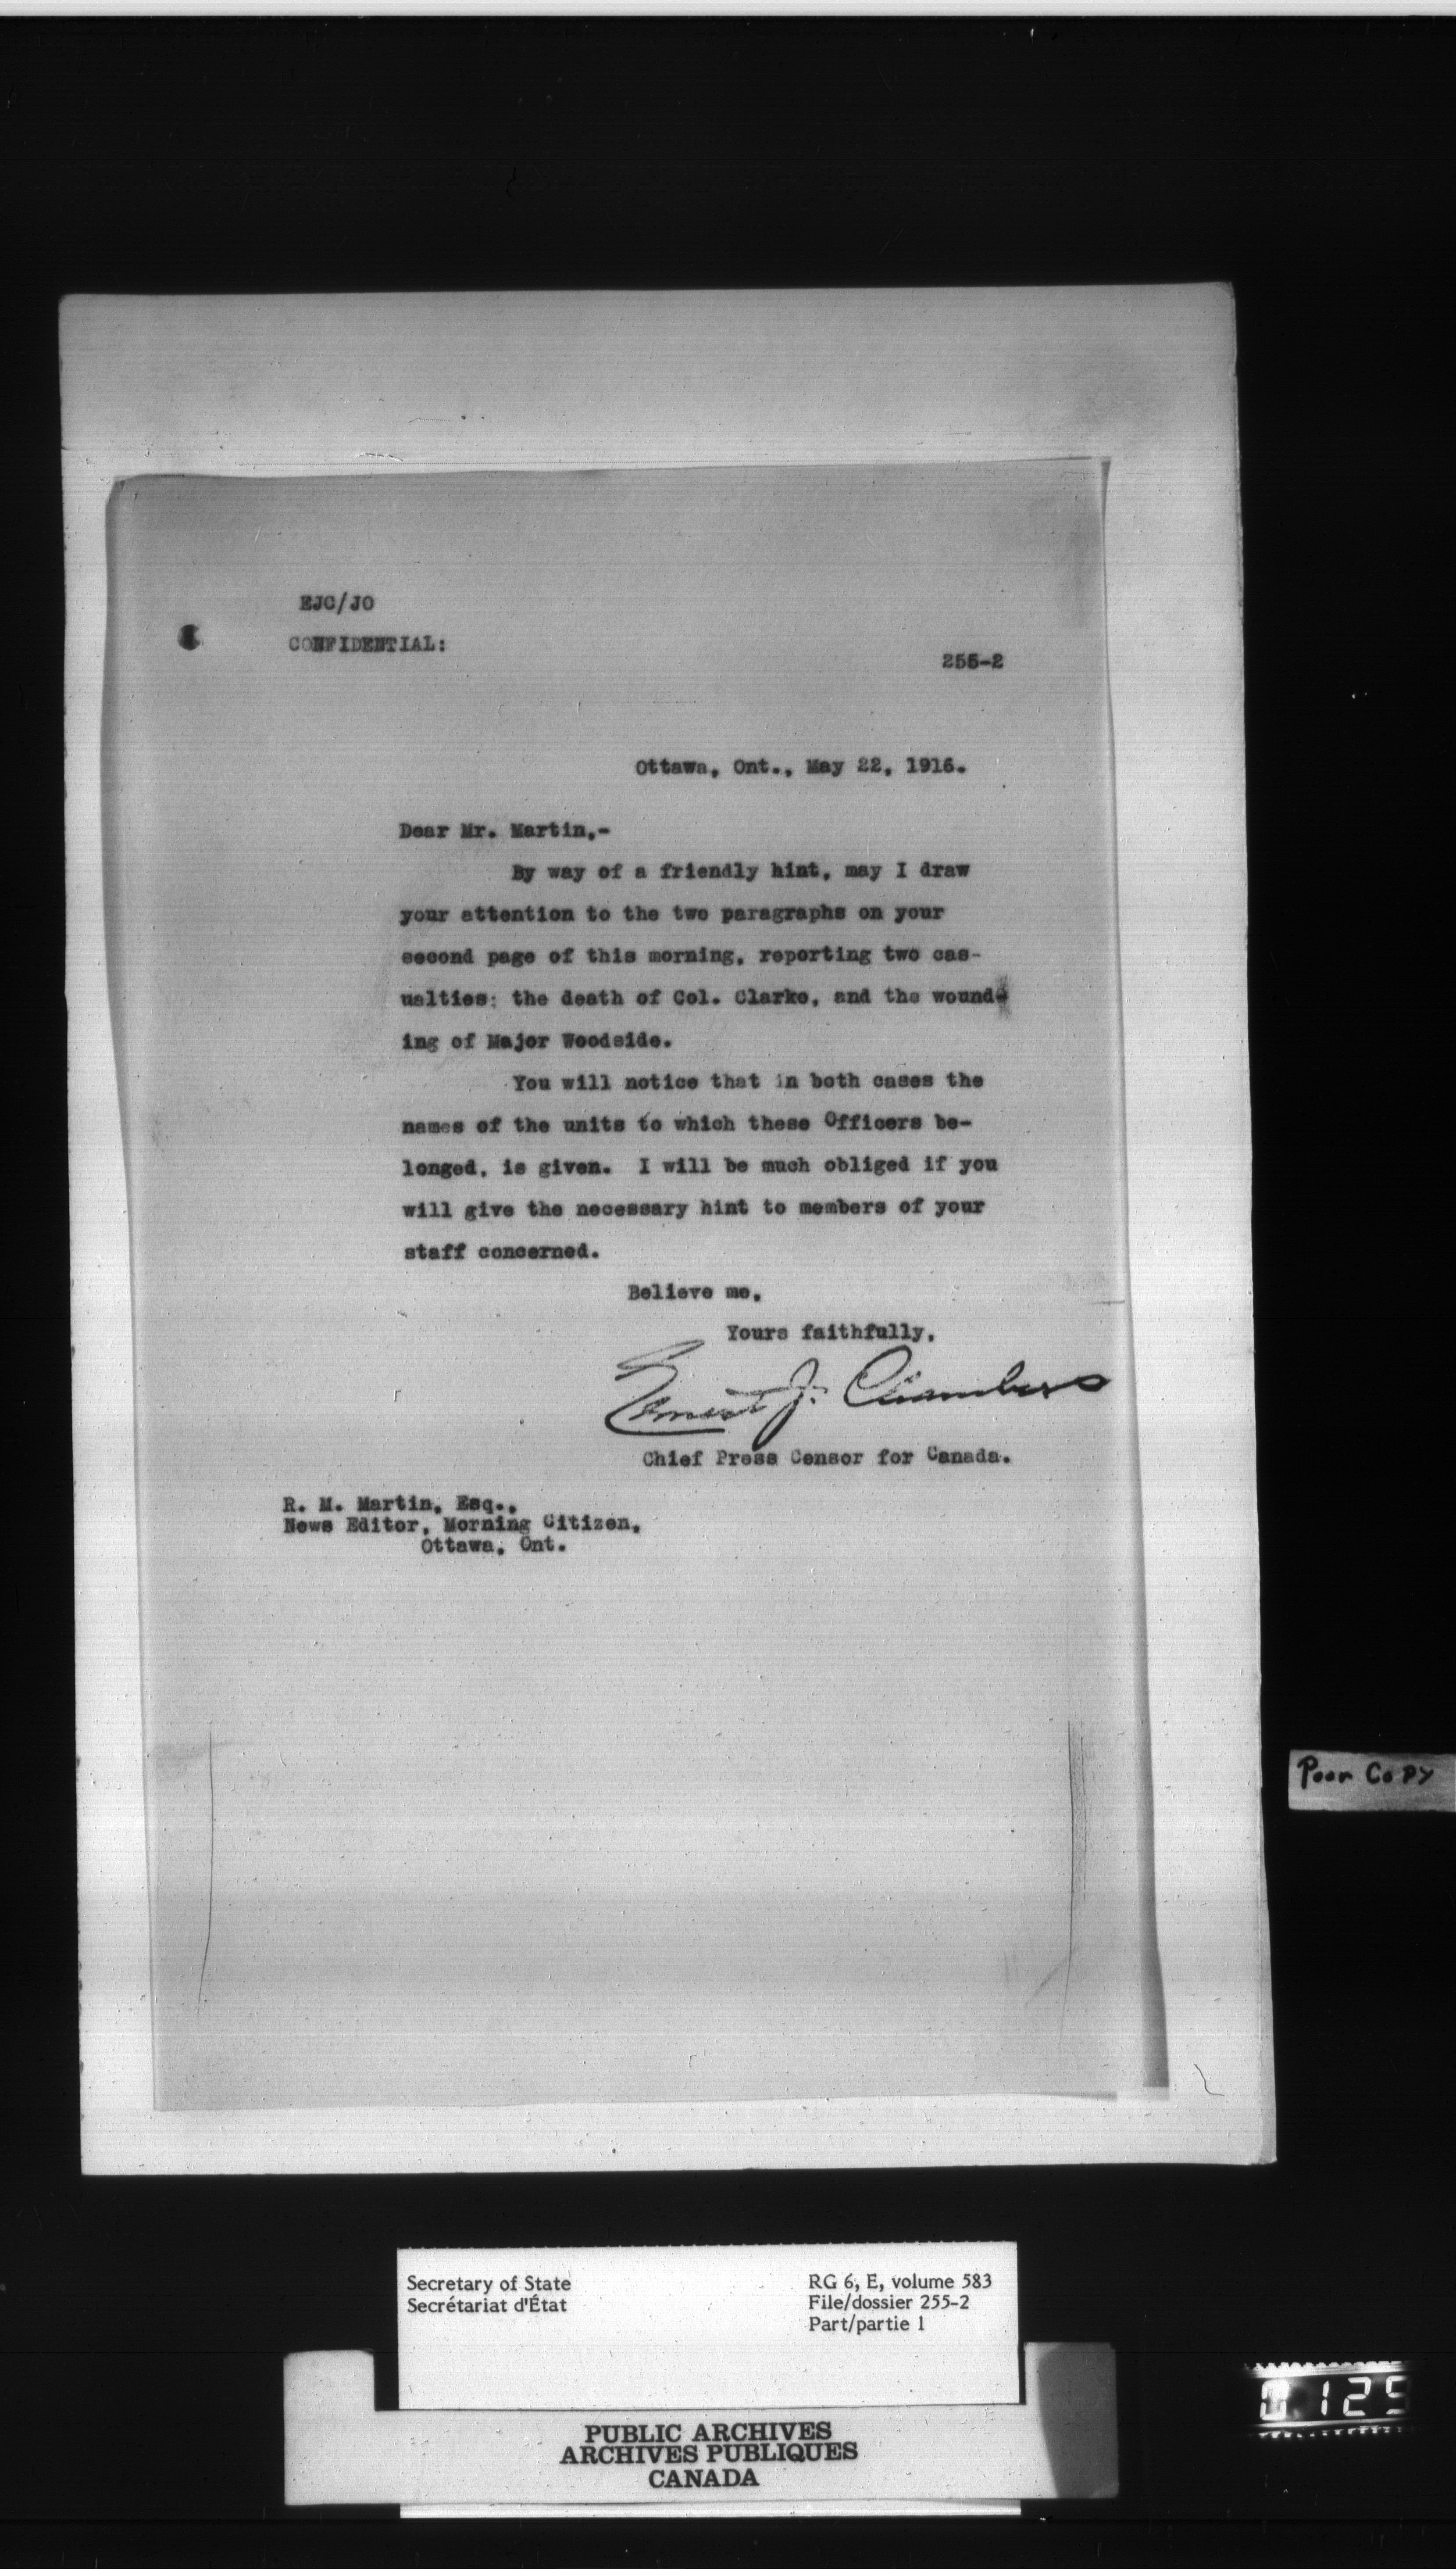 EJC/JO
CONFIDENTIAL:
255-2
Ottawa, Ont., May 22, 1916.
Dear Mr. Martin,-
By way of a friendly hint, may I draw
your attention to the two paragraphs on your
second page of this morning, reporting two cas-
ualties: the death of Col. Clarke, and the wound-
ing of Major Woodside.
You will notice that in both cases the
names of the units to which these Officers be-
longed, is given. I will be much obliged if you
will give the necessary hint to members of your
staff concerned.
Believe me,
Yours faithfully,
Ernest J. Chambers
Chief Press Censor for Canada.
R. M. Martin, Esq.,
News Editor, Morning Citizen,
Ottawa, Ont.
Poor Copy
Secretary of State
Secrétariat d'État
RG 6, E, volume 583
File/dossier 255-2
Part/partie 1
PUBLIC ARCHIVES
ARCHIVES PUBLIQUES
CANADA
0125